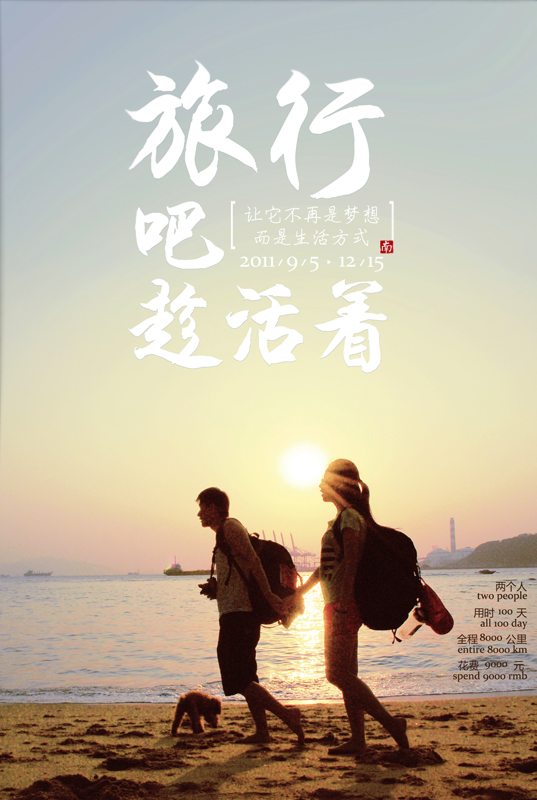 旅行
吧
让它不再是梦想
而是生活方式
南
2011/9/5·12/15
趁活着
两个人
two people
用时 100 天
all 100 day
全程 8000 公里
entire 8000 km
花费 9000 元
spend 9000 rmb